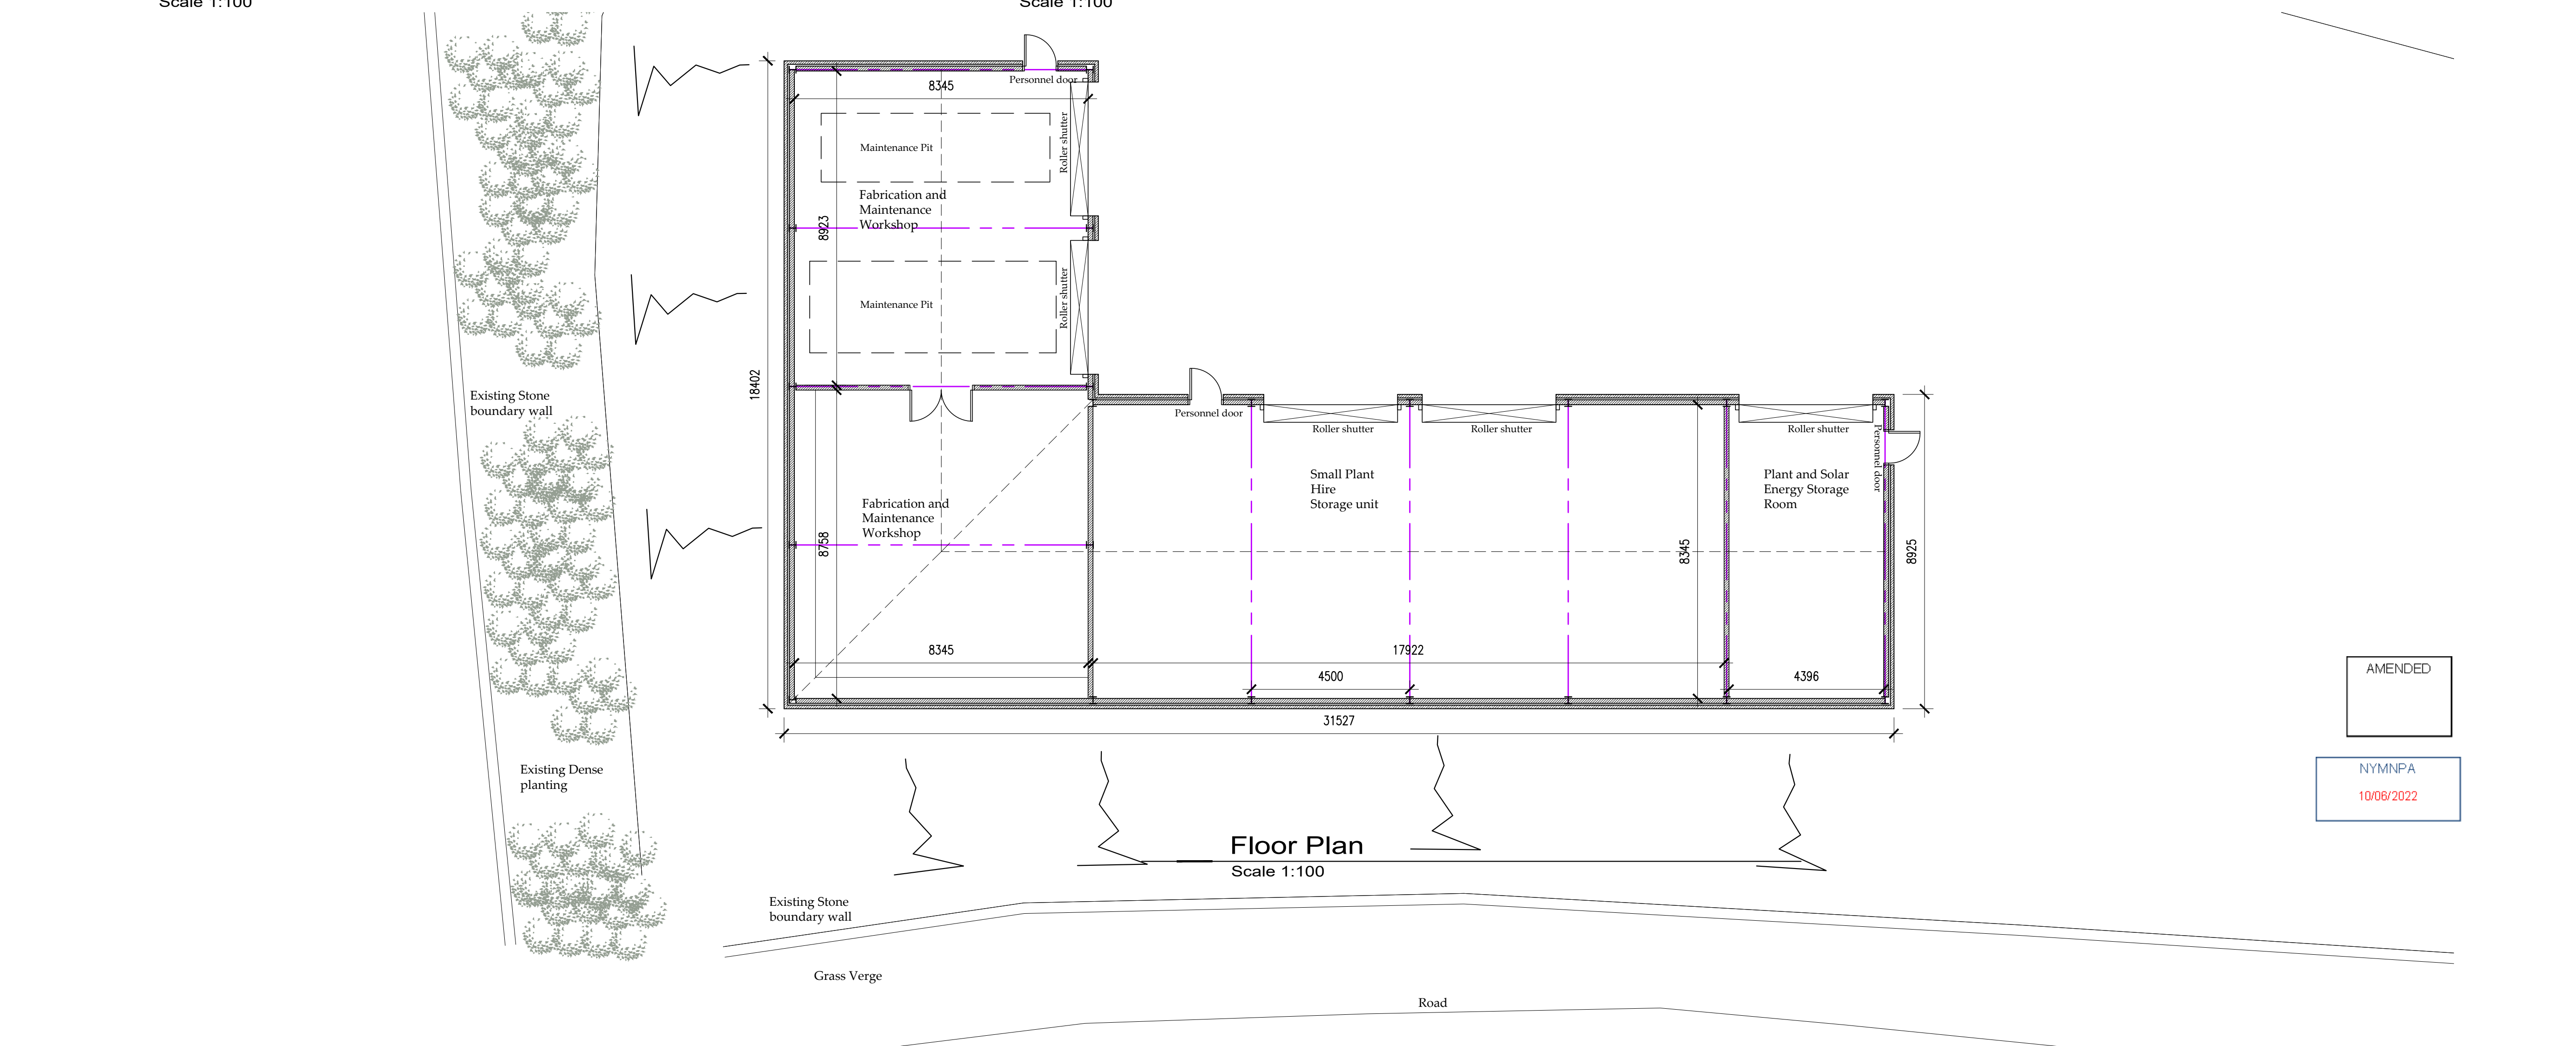 Scale 1:100
Scale 1:100
Personnel door
8345
Roller shutter
Maintenance Pit
Fabrication and
Maintenance
Workshop
8923
Roller shutter
Maintenance Pit
18402
Existing Stone
boundary wall
Personnel door
Roller shutter
Roller shutter
Roller shutter
Personnel door
Small Plant
Hire
Storage unit
Plant and Solar
Energy Storage
Room
Fabrication and
Maintenance
Workshop
8758
8345
8925
8345
17922
4500
4396
31527
AMENDED
Existing Dense
planting
NYMNPA
10/06/2022
Floor Plan
Scale 1:100
Existing Stone
boundary wall
Grass Verge
Road